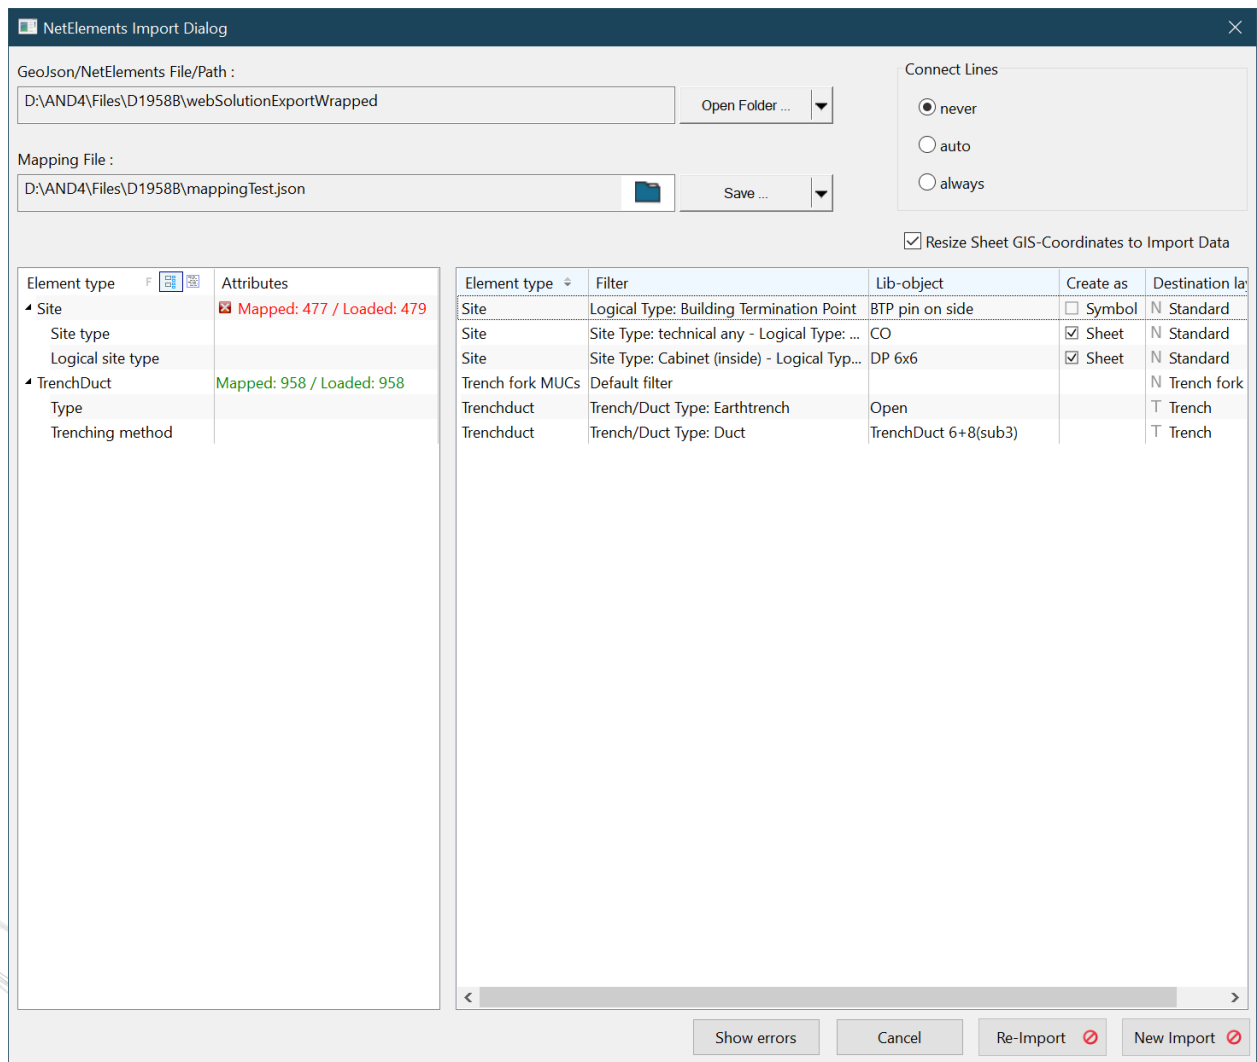 NetElements Import Dialog
GeoJson/NetElements File/Path :
D:\AND4\Files\D1958B\webSolutionExportWrapped
Open Folder ...
Mapping File :
D:\AND4\Files\D1958B\mappingTest.json
Save ...
Connect Lines
never
auto
always
Resize Sheet GIS-Coordinates to Import Data
Element type F Attributes
Site Mapped: 477 / Loaded: 479
Site type
Logical site type
TrenchDuct Mapped: 958 / Loaded: 958
Type
Trenching method
Element type Filter Lib-object Create as Destination la
Site Logical Type: Building Termination Point BTP pin on side Symbol N Standard
Site Site Type: technical any - Logical Type: ... CO Sheet N Standard
Site Site Type: Cabinet (inside) - Logical Typ... DP 6x6 Sheet N Standard
Trench fork MUCs Default filter N Trench fork
Trenchduct Trench/Duct Type: Earthtrench Open T Trench
Trenchduct Trench/Duct Type: Duct TrenchDuct 6+8(sub3) T Trench
Show errors Cancel Re-Import New Import